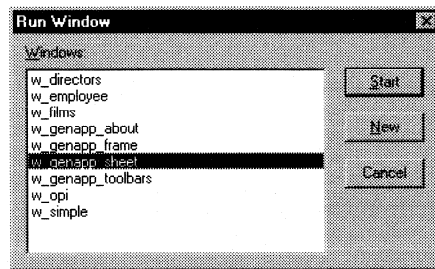 Run Window
Windows:
w_directors
w_employee
w_films
w_genapp_about
w_genapp_frame
w_genapp_sheet
w_genapp_toolbars
w_opi
w_simple
Start
New
Cancel